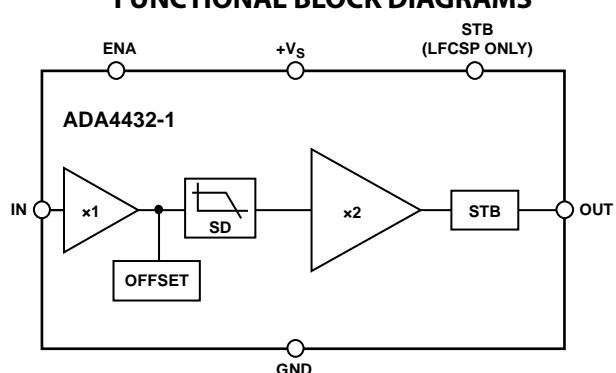 FUNCTIONAL BLOCK DIAGRAMS
STB
(LFCSP ONLY)
ENA
+VS
ADA4432-1
IN
×1
SD
×2
STB
OUT
OFFSET
GND